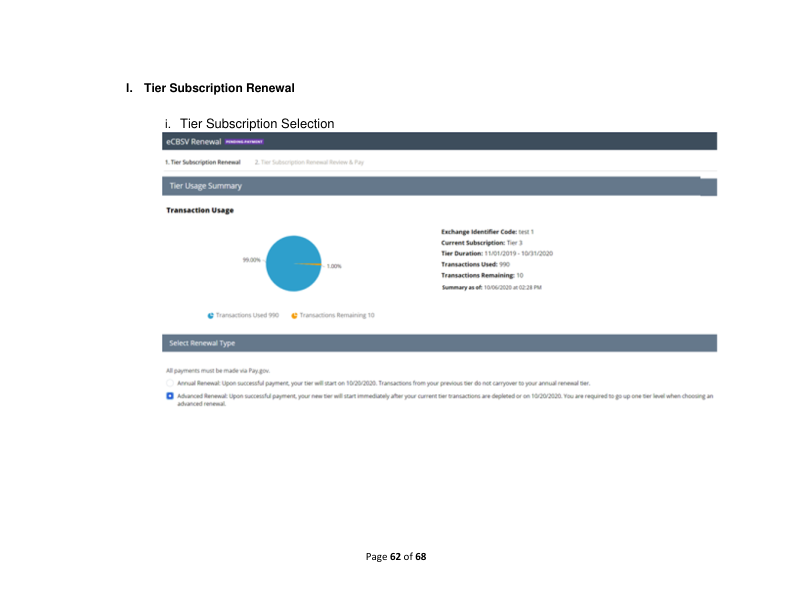 I. Tier Subscription Renewal
i. Tier Subscription Selection
eCBSV Renewal PENDING PAYMENT
1. Tier Subscription Renewal 2. Tier Subscription Renewal Review & Pay
Tier Usage Summary
Transaction Usage
Exchange Identifier Code: test 1
Current Subscription: Tier 3
Tier Duration: 11/01/2019 - 10/31/2020
Transactions Used: 990
Transactions Remaining: 10
Summary as of: 10/06/2020 at 02:28 PM
99.00%
1.00%
Transactions Used 990 Transactions Remaining 10
Select Renewal Type
All payments must be made via Pay.gov.
Annual Renewal: Upon successful payment, your tier will start on 10/20/2020. Transactions from your previous tier do not carryover to your annual renewal tier.
Advanced Renewal: Upon successful payment, your new tier will start immediately after your current tier transactions are depleted or on 10/20/2020. You are required to go up one tier level when choosing an
advanced renewal.
Page 62 of 68